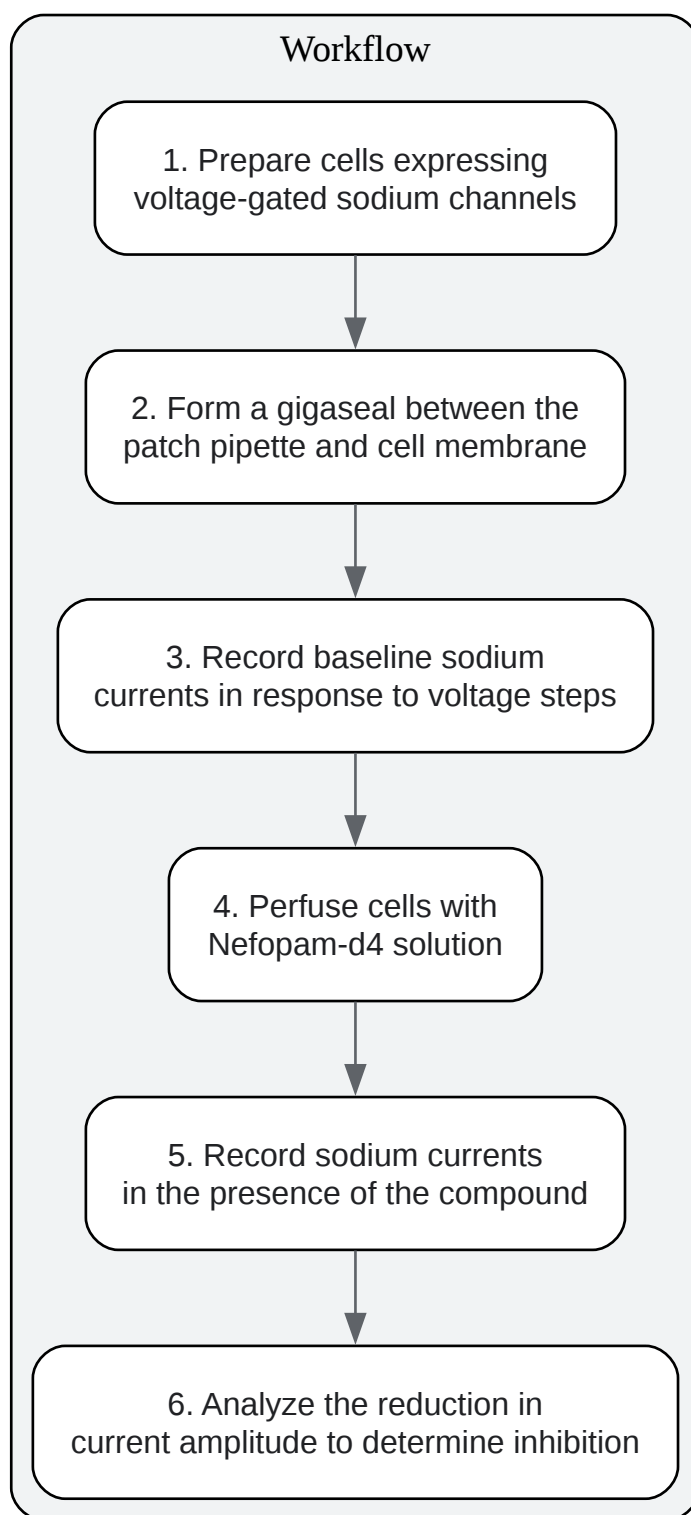 Workflow
1. Prepare cells expressing
voltage-gated sodium channels
2. Form a gigaseal between the
patch pipette and cell membrane
3. Record baseline sodium
currents in response to voltage steps
4. Perfuse cells with
Nefopam-d4 solution
5. Record sodium currents
in the presence of the compound
6. Analyze the reduction in
current amplitude to determine inhibition